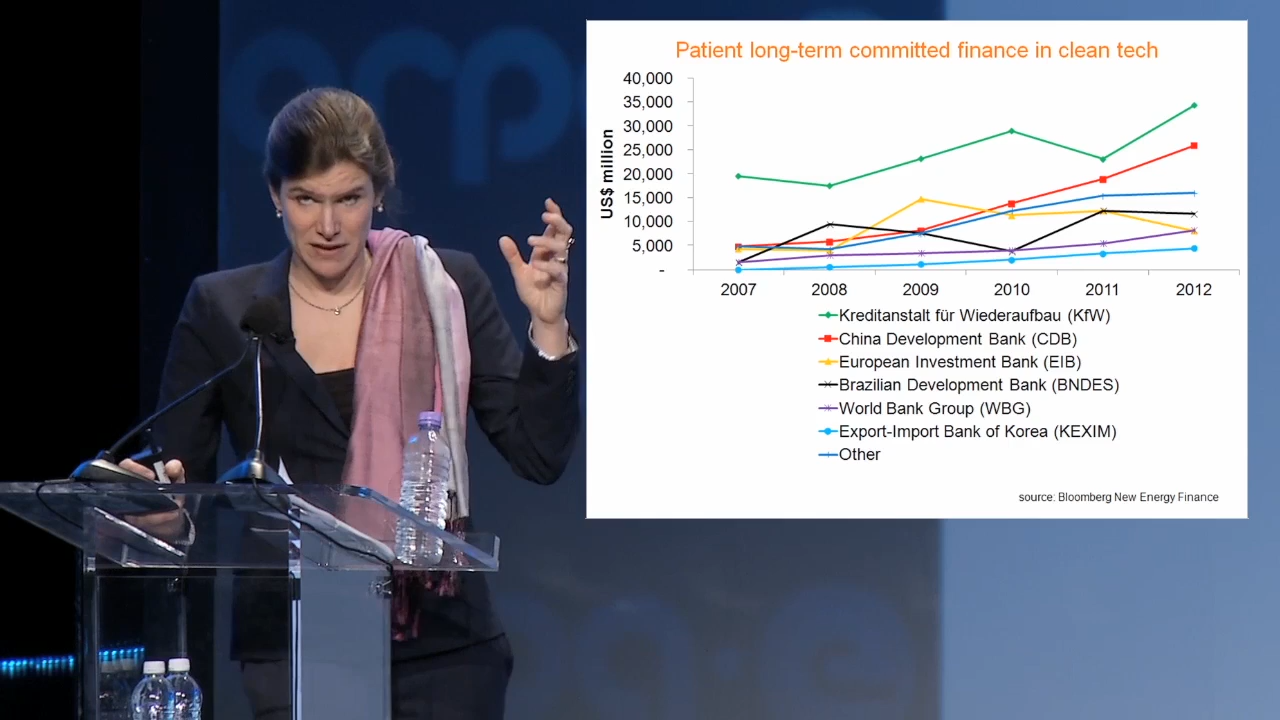 Patient long-term committed finance in clean tech
40,000
35,000
30,000
25,000
20,000
15,000
10,000
5,000
-
US$ million
2007 2008 2009 2010 2011 2012
Kreditanstalt für Wiederaufbau (KfW)
China Development Bank (CDB)
European Investment Bank (EIB)
Brazilian Development Bank (BNDES)
World Bank Group (WBG)
Export-Import Bank of Korea (KEXIM)
Other
source: Bloomberg New Energy Finance